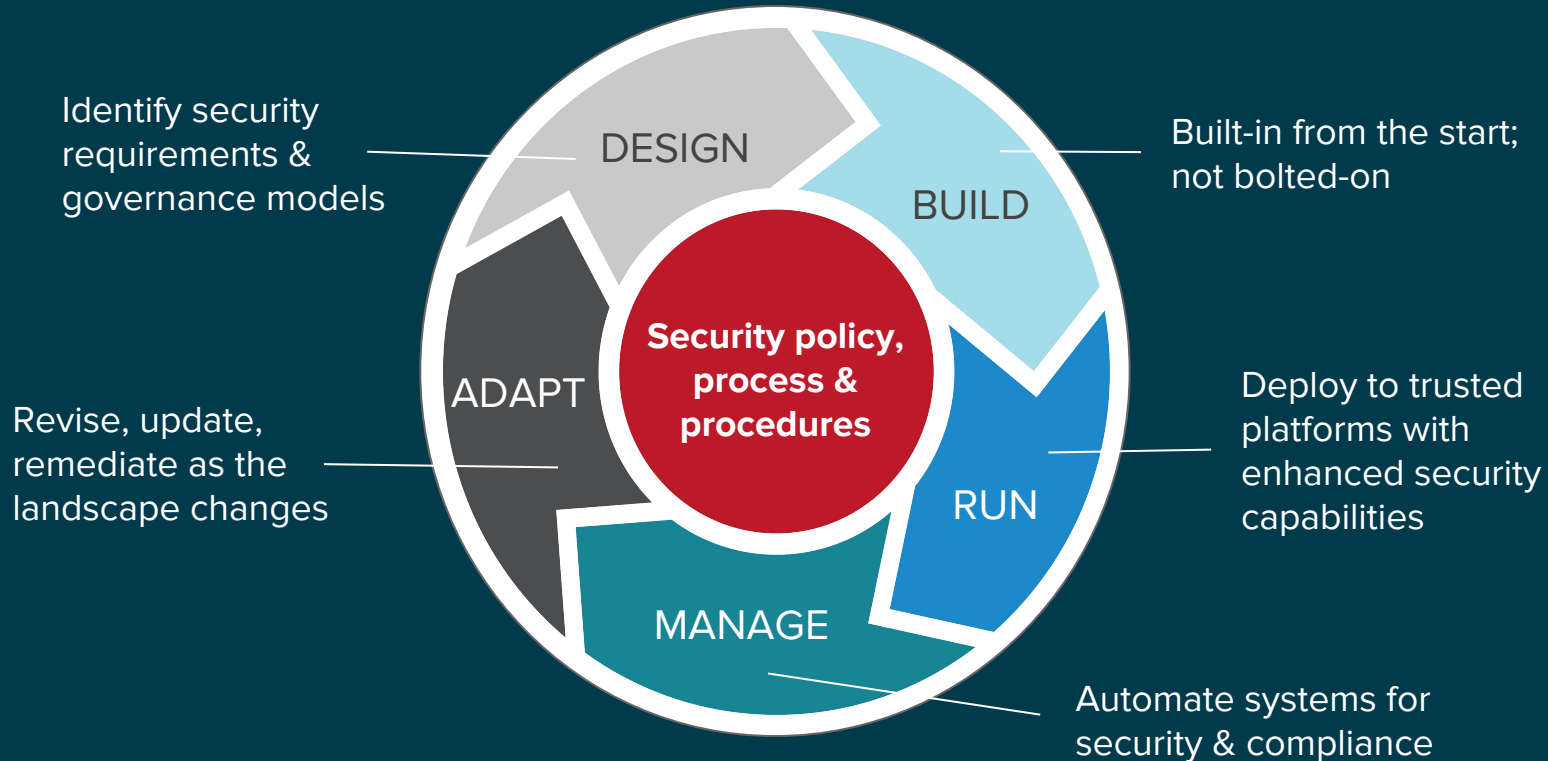 Identify security
requirements &
governance models
DESIGN
BUILD
Built-in from the start;
not bolted-on
Security policy,
process &
procedures
ADAPT
Revise, update,
remediate as the
landscape changes
RUN
Deploy to trusted
platforms with
enhanced security
capabilities
MANAGE
Automate systems for
security & compliance